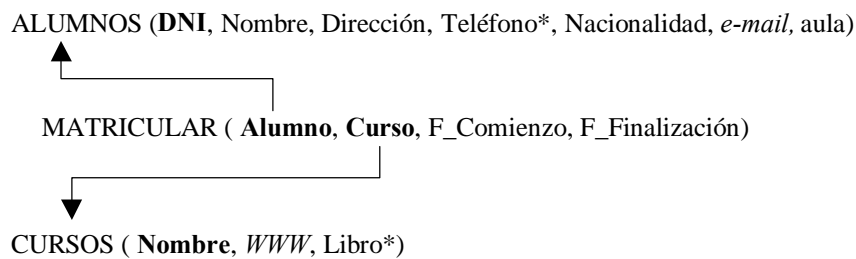 ALUMNOS (DNI, Nombre, Dirección, Teléfono*, Nacionalidad, e-mail, aula)
MATRICULAR ( Alumno, Curso, F_Comienzo, F_Finalización)
CURSOS ( Nombre, WWW, Libro*)